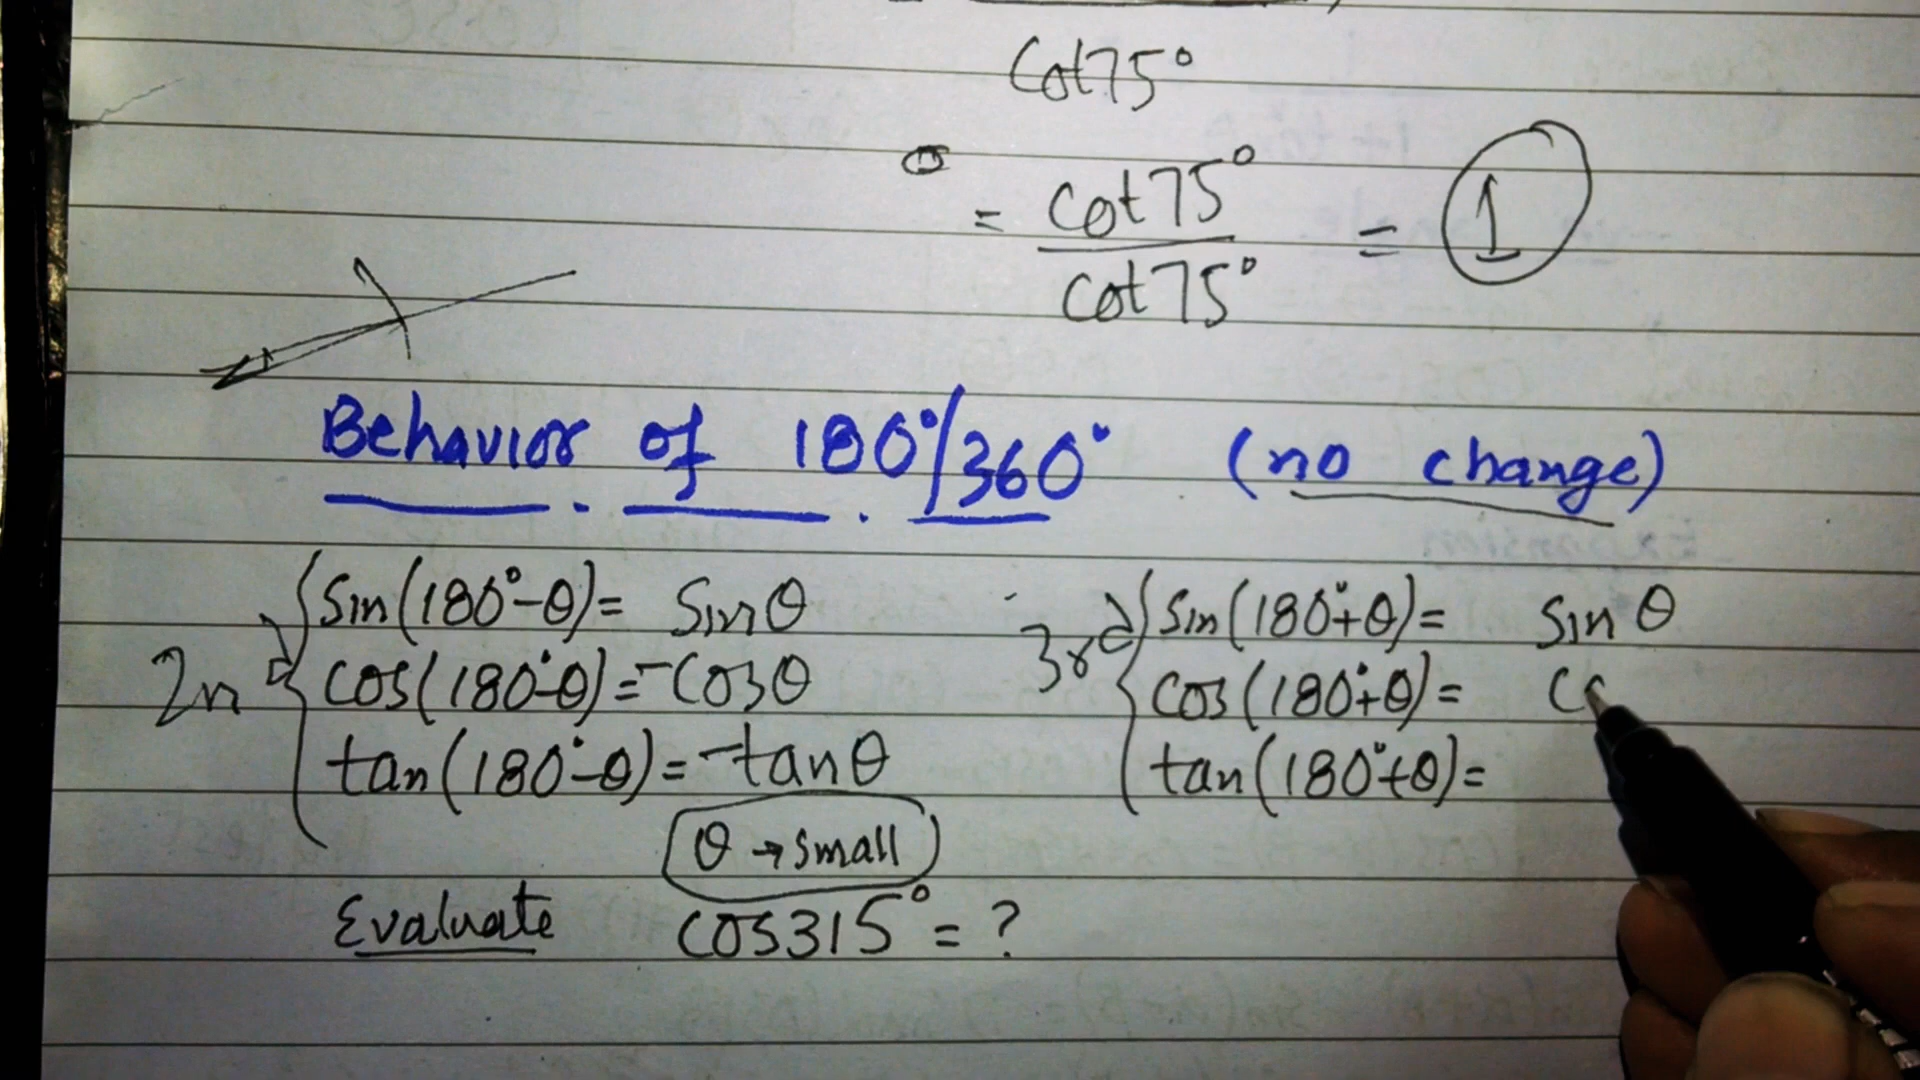 Cot75°
= cot75° / cot75° = 1
Behavior of 180°/360° (no change)
2nd
sin(180°-θ)= sinθ
cos(180°-θ)=-cosθ
tan(180°-θ)=-tanθ
3rd
sin(180°+θ)= sinθ
cos(180°+θ)= co
tan(180°+θ)=
θ→small
Evaluate cos315°=?